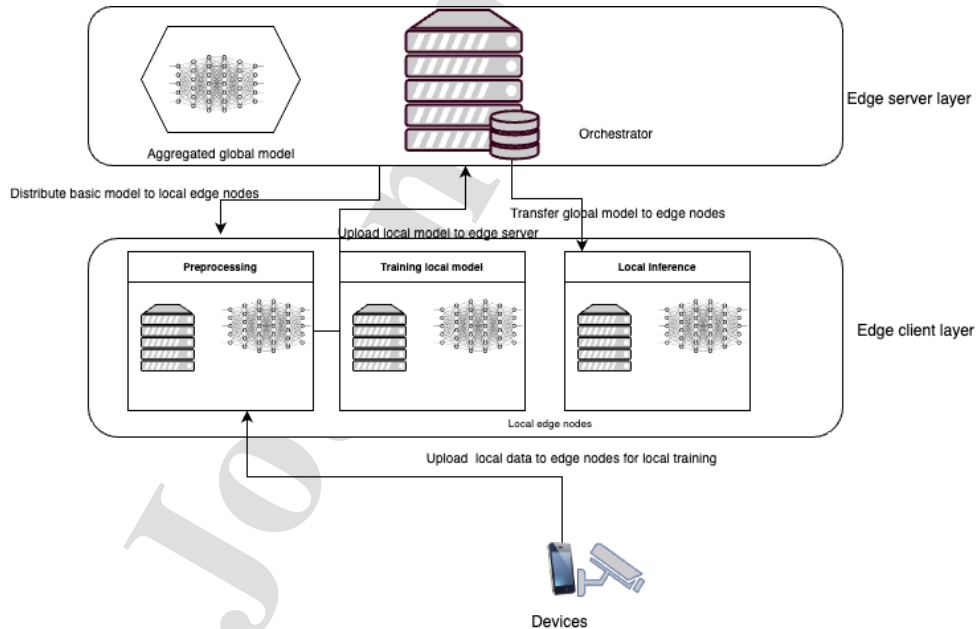 Edge server layer
Orchestrator
Aggregated global model
Distribute basic model to local edge nodes
Transfer global model to edge nodes
Upload local model to edge server
Preprocessing
Training local model
Local Inference
Edge client layer
Local edge nodes
Upload local data to edge nodes for local training
Devices